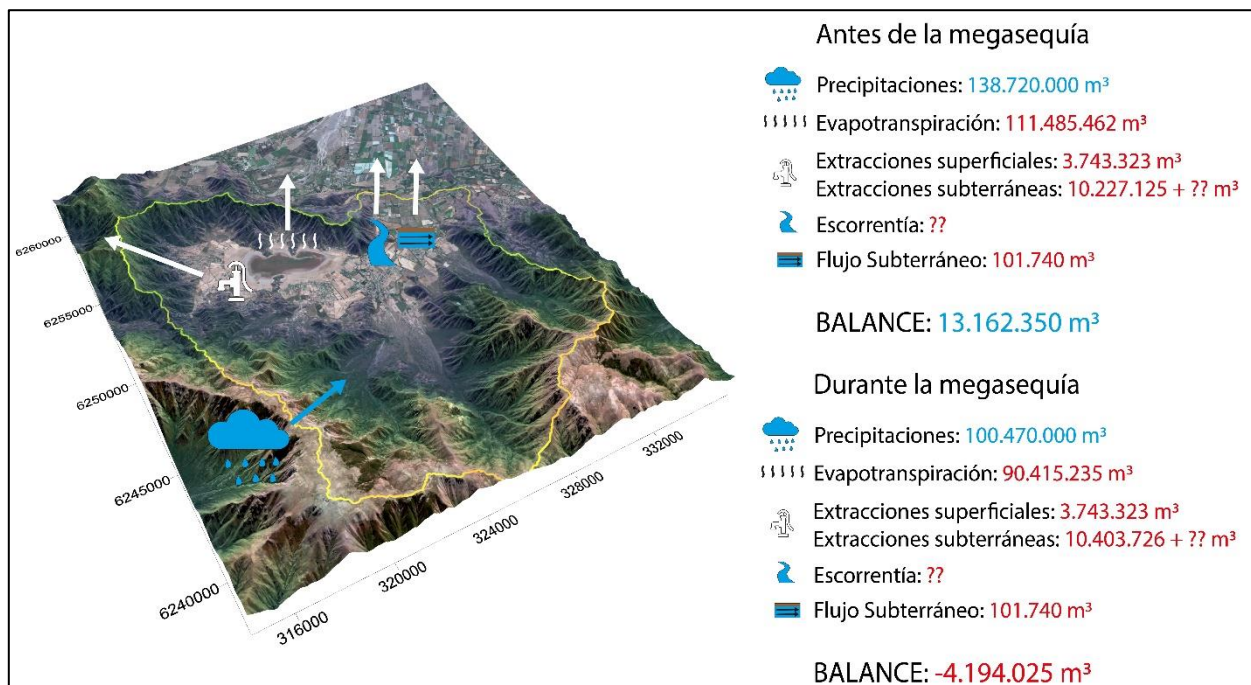 Antes de la megasequía
Precipitaciones: 138.720.000 m³
Evapotranspiración: 111.485.462 m³
Extracciones superficiales: 3.743.323 m³
Extracciones subterráneas: 10.227.125 + ?? m³
Escorrentía: ??
Flujo Subterráneo: 101.740 m³
BALANCE: 13.162.350 m³
Durante la megasequía
Precipitaciones: 100.470.000 m³
Evapotranspiración: 90.415.235 m³
Extracciones superficiales: 3.743.323 m³
Extracciones subterráneas: 10.403.726 + ?? m³
Escorrentía: ??
Flujo Subterráneo: 101.740 m³
BALANCE: -4.194.025 m³
6260000
6255000
6250000
6245000
6240000
316000
320000
324000
328000
332000